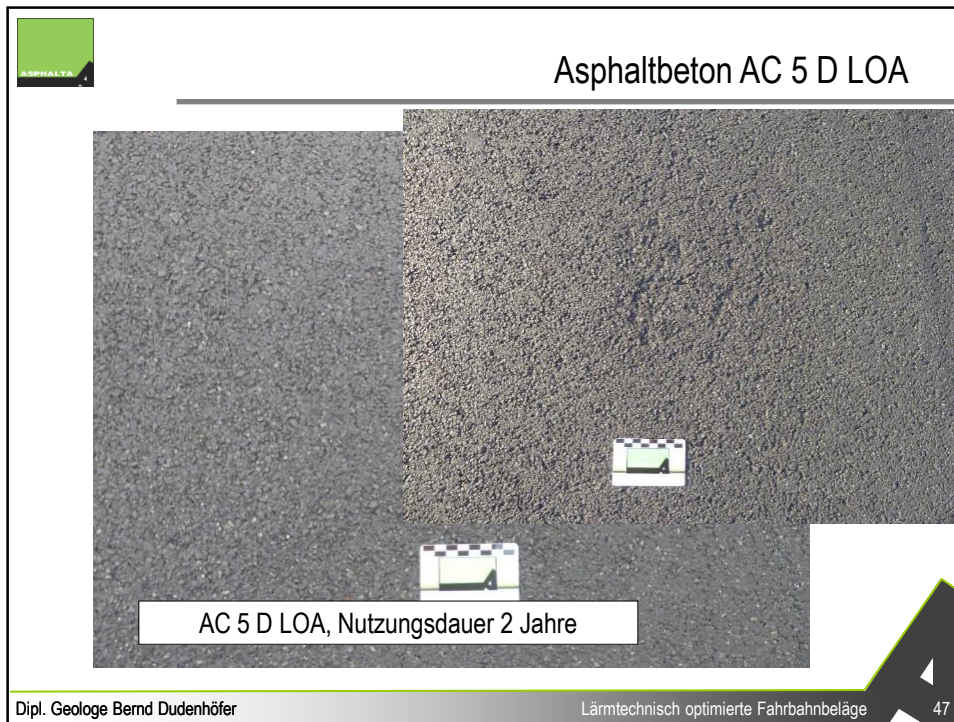 ASPHALTA
Asphaltbeton AC 5 D LOA
AC 5 D LOA, Nutzungsdauer 2 Jahre
Dipl. Geologe Bernd Dudenhöfer
Lärmtechnisch optimierte Fahrbahnbeläge
47